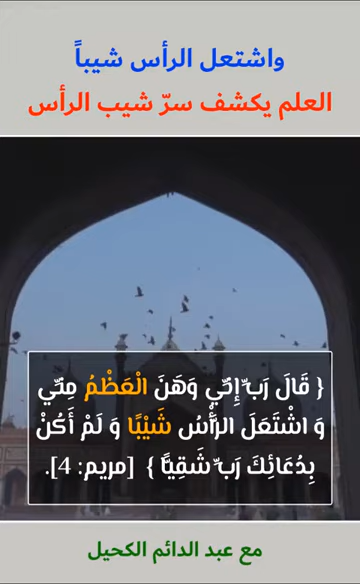 واشتعل الرأس شيباً
العلم يكشف سرّ شيب الرأس
{ قَالَ رَبِّ إِنِّي وَهَنَ الْعَظْمُ مِنِّي
وَ اشْتَعَلَ الرَّأْسُ شَيْبًا وَ لَمْ أَكُنْ
بِدُعَائِكَ رَبِّ شَقِيًّا } [مريم: 4].
مع عبد الدائم الكحيل